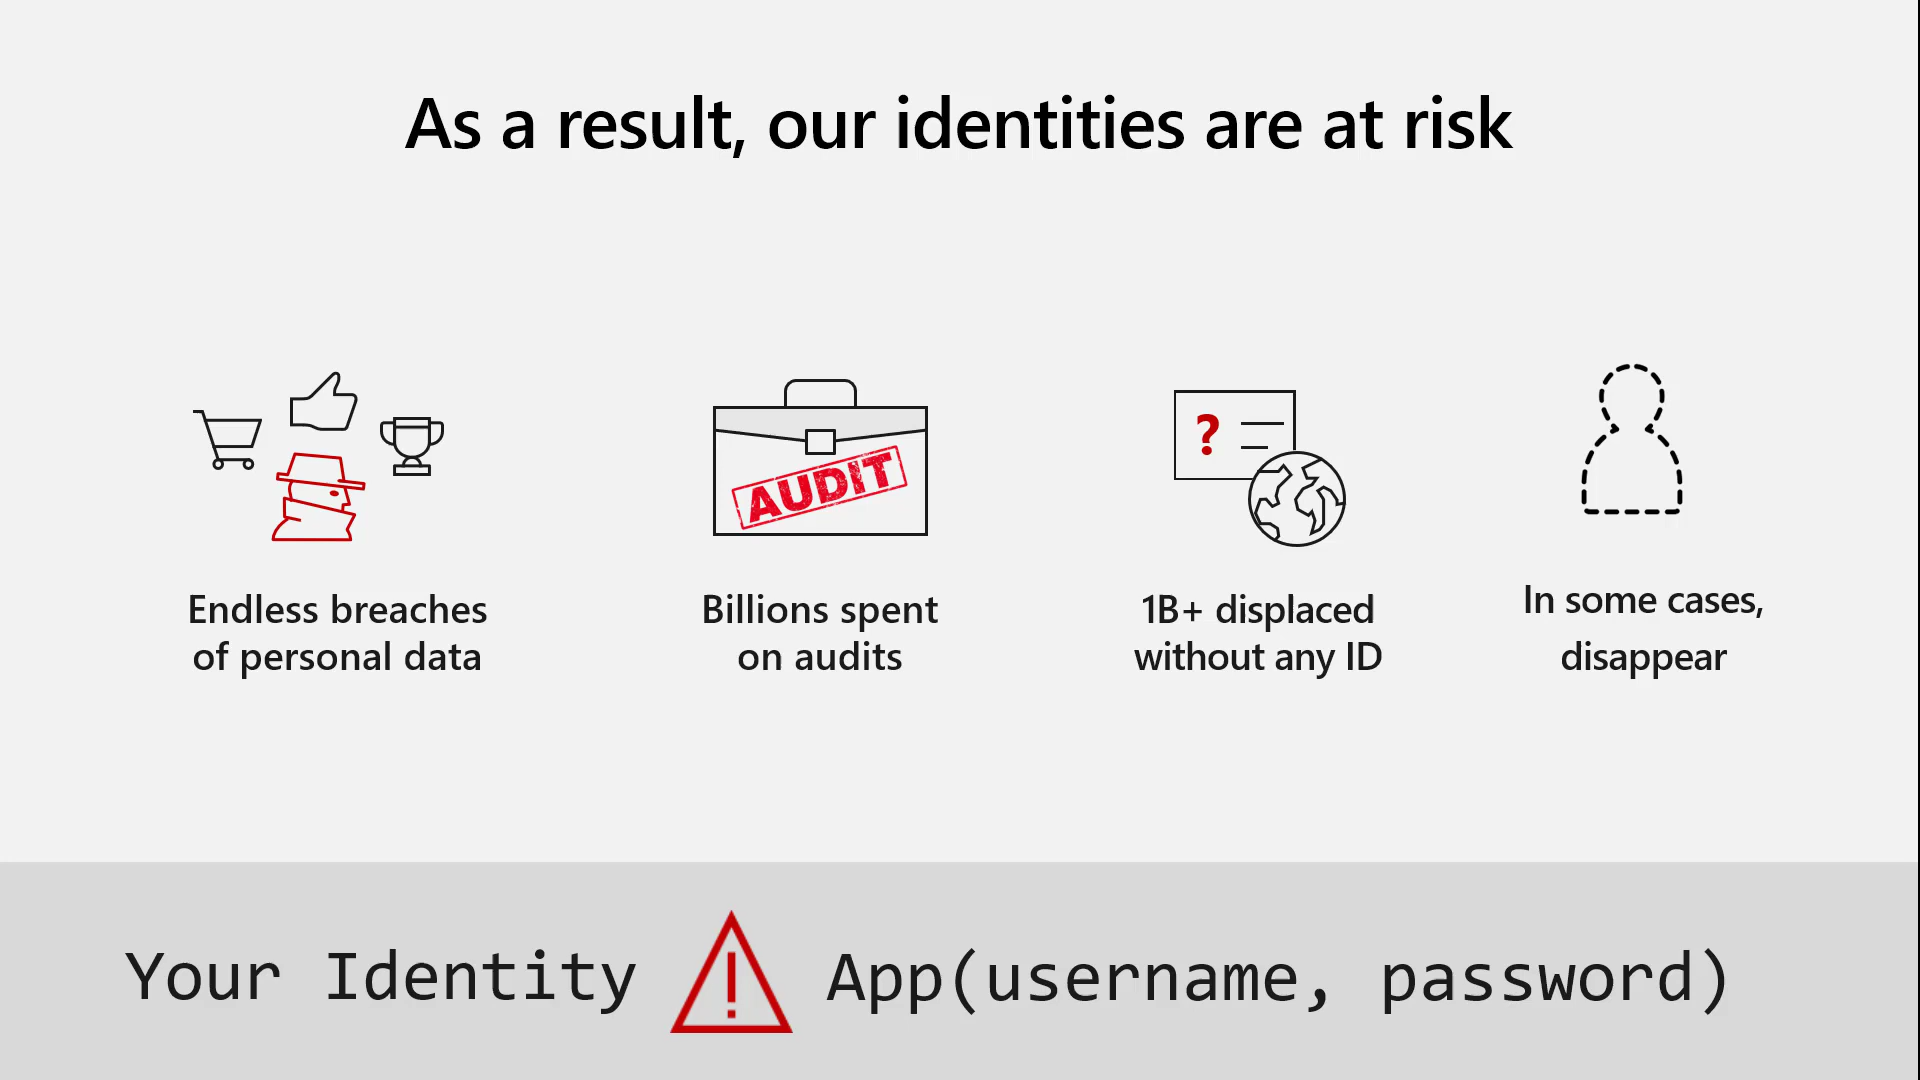 As a result, our identities are at risk
AUDIT
?
Endless breaches
of personal data
Billions spent
on audits
1B+ displaced
without any ID
In some cases,
disappear
Your Identity ! App(username, password)